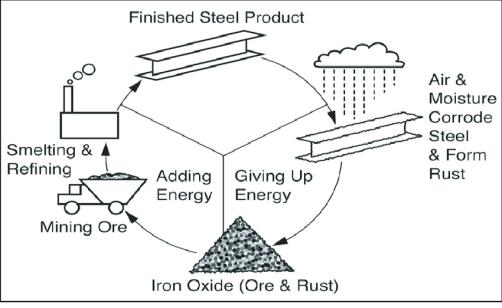 Finished Steel Product
Air &
Moisture
Corrode
Steel
& Form
Rust
Smelting &
Refining
Adding
Energy
Giving Up
Energy
Mining Ore
Iron Oxide (Ore & Rust)